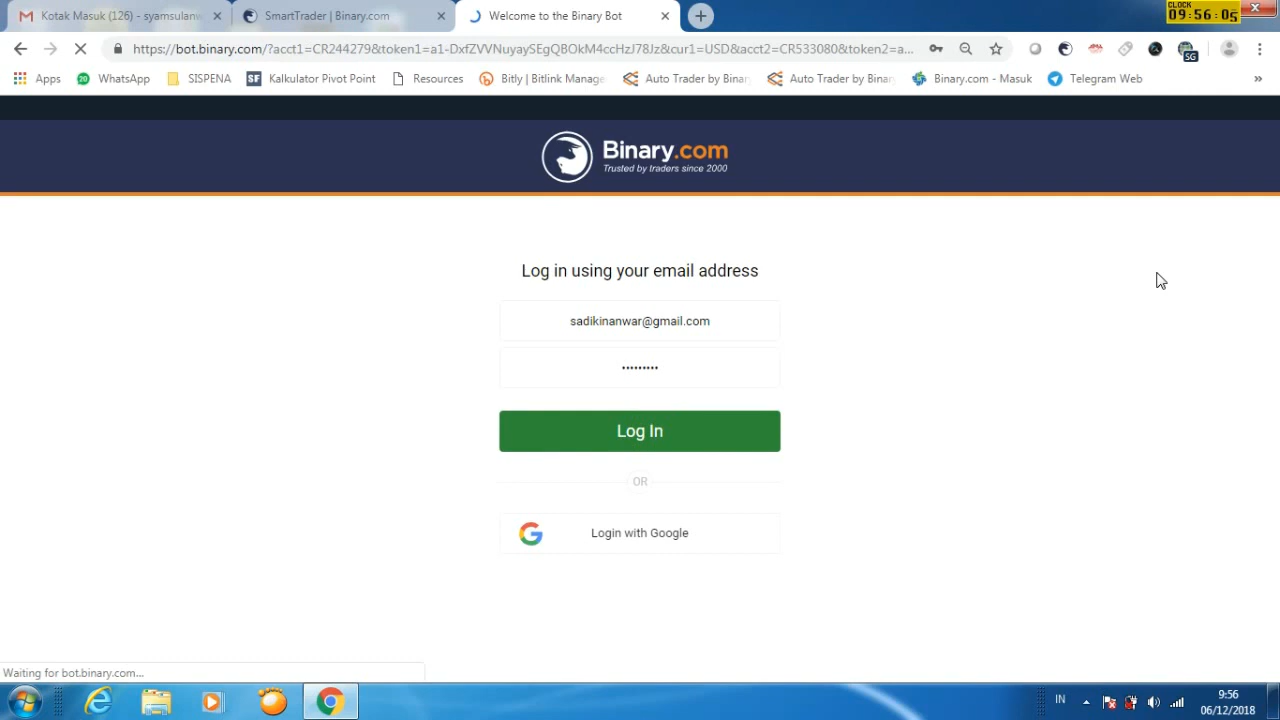 Kotak Masuk (126) - syamsulanw
SmartTrader | Binary.com
Welcome to the Binary Bot
CLOCK
09:56:05
https://bot.binary.com/?acct1=CR244279&token1=a1-DxfZVVNuyaySEgQBOkM4ccHzJ78Jz&cur1=USD&acct2=CR533080&token2=a...
SG
Apps
20
WhatsApp
SISPENA
SF
Kalkulator Pivot Point
Resources
Bitly | Bitlink Manage
Auto Trader by Binar
Auto Trader by Binar
Binary.com - Masuk
Telegram Web
»
Binary.com
Trusted by traders since 2000
Log in using your email address
sadikinanwar@gmail.com
•••••••••
Log In
OR
Login with Google
Waiting for bot.binary.com...
IN
9:56
06/12/2018